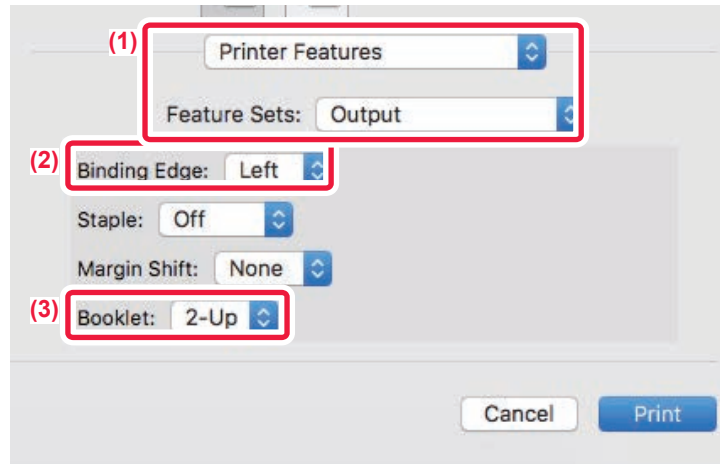 (1) Printer Features
Feature Sets: Output
(2) Binding Edge: Left
Staple: Off
Margin Shift: None
(3) Booklet: 2-Up
Cancel Print